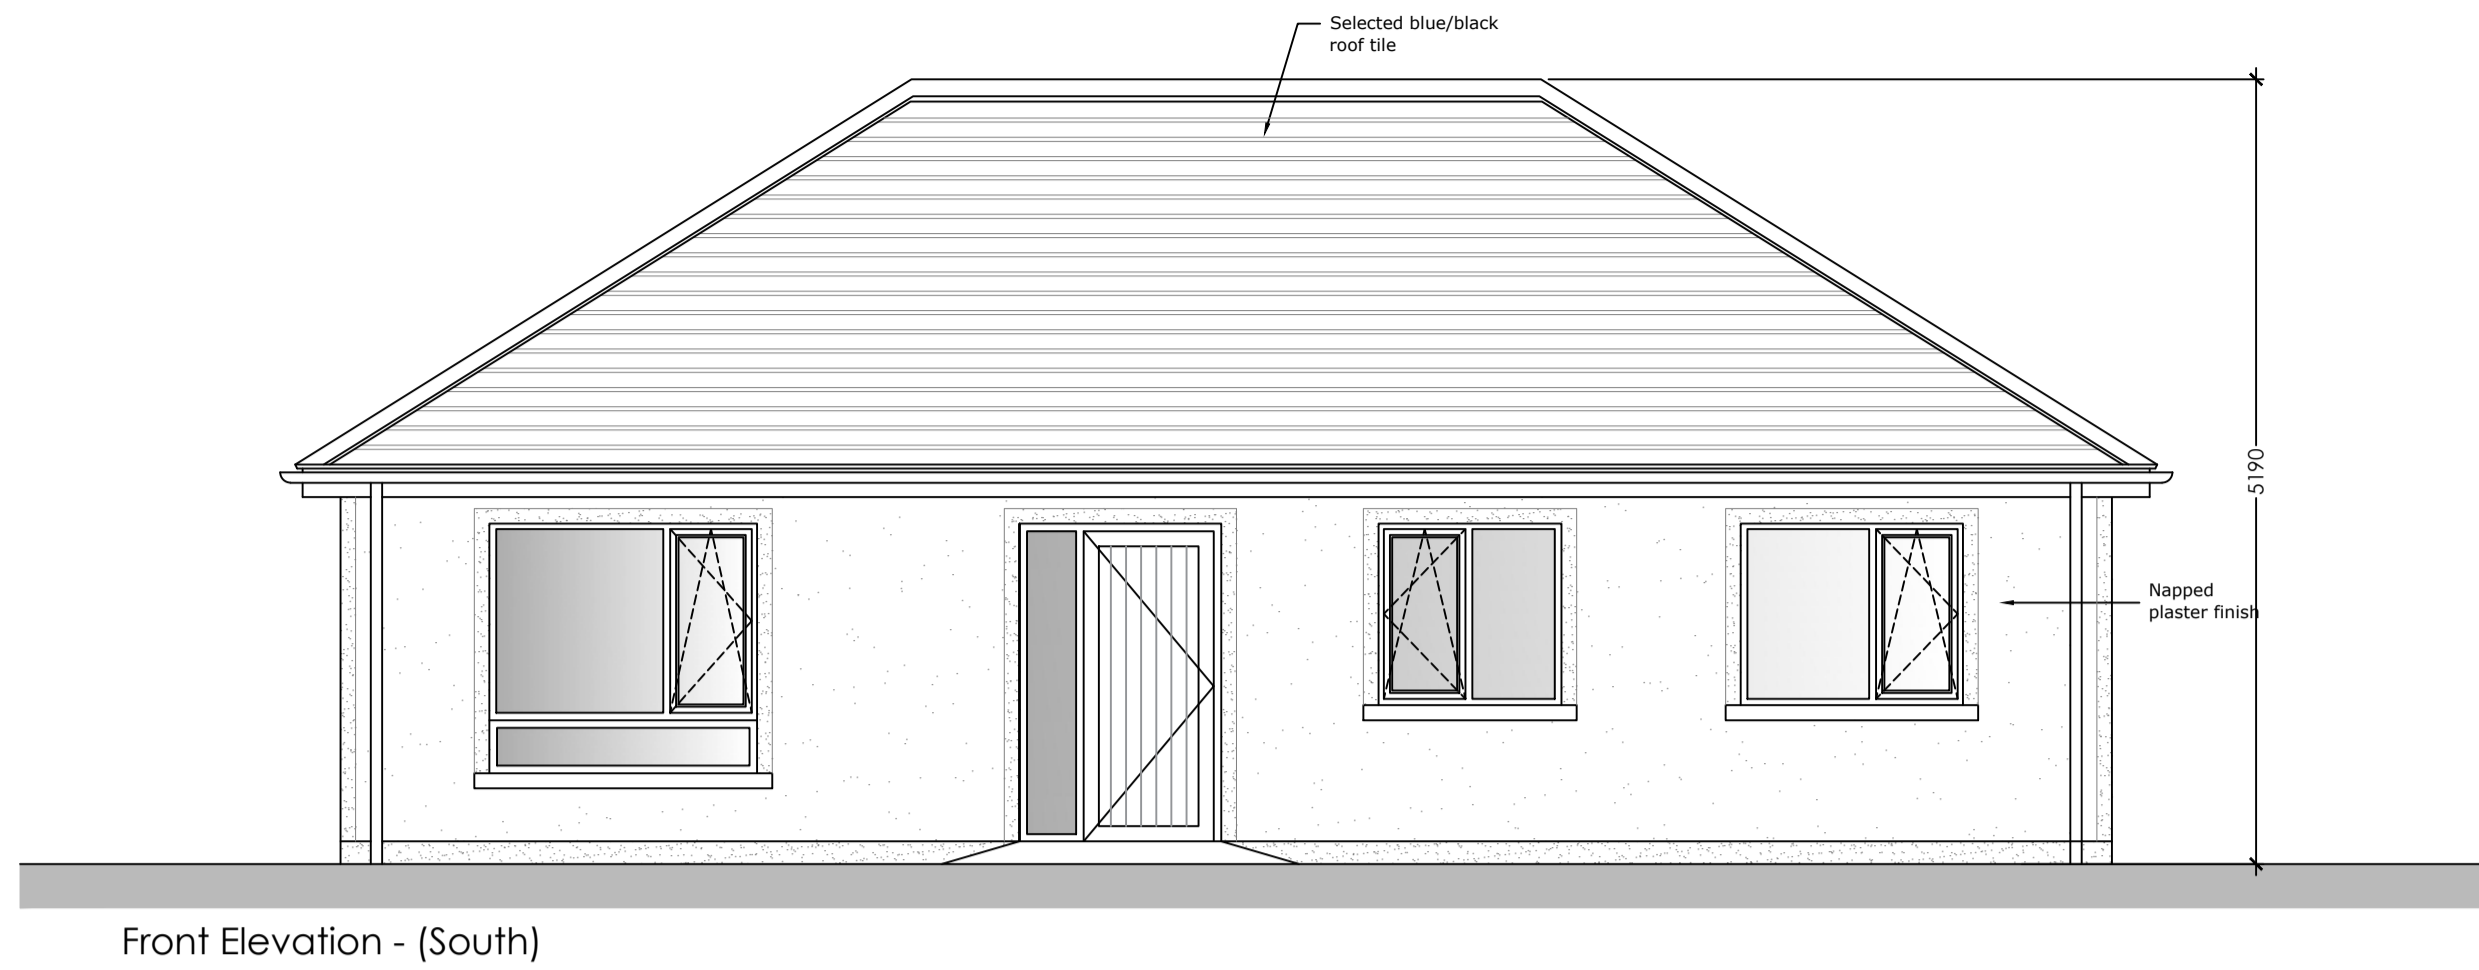 Selected blue/black
roof tile
5190
Napped
plaster finish
Front Elevation - (South)